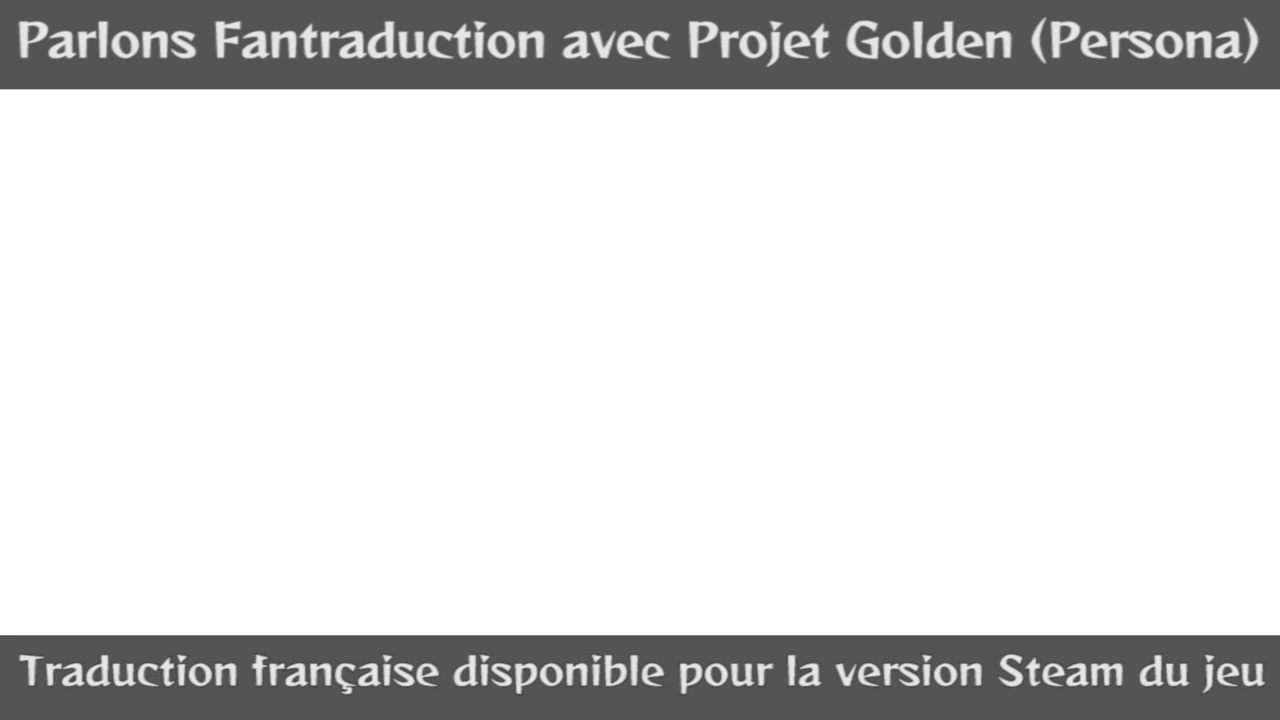 Parlons Fantraduction avec Projet Golden (Persona)
Traduction française disponible pour la version Steam du jeu